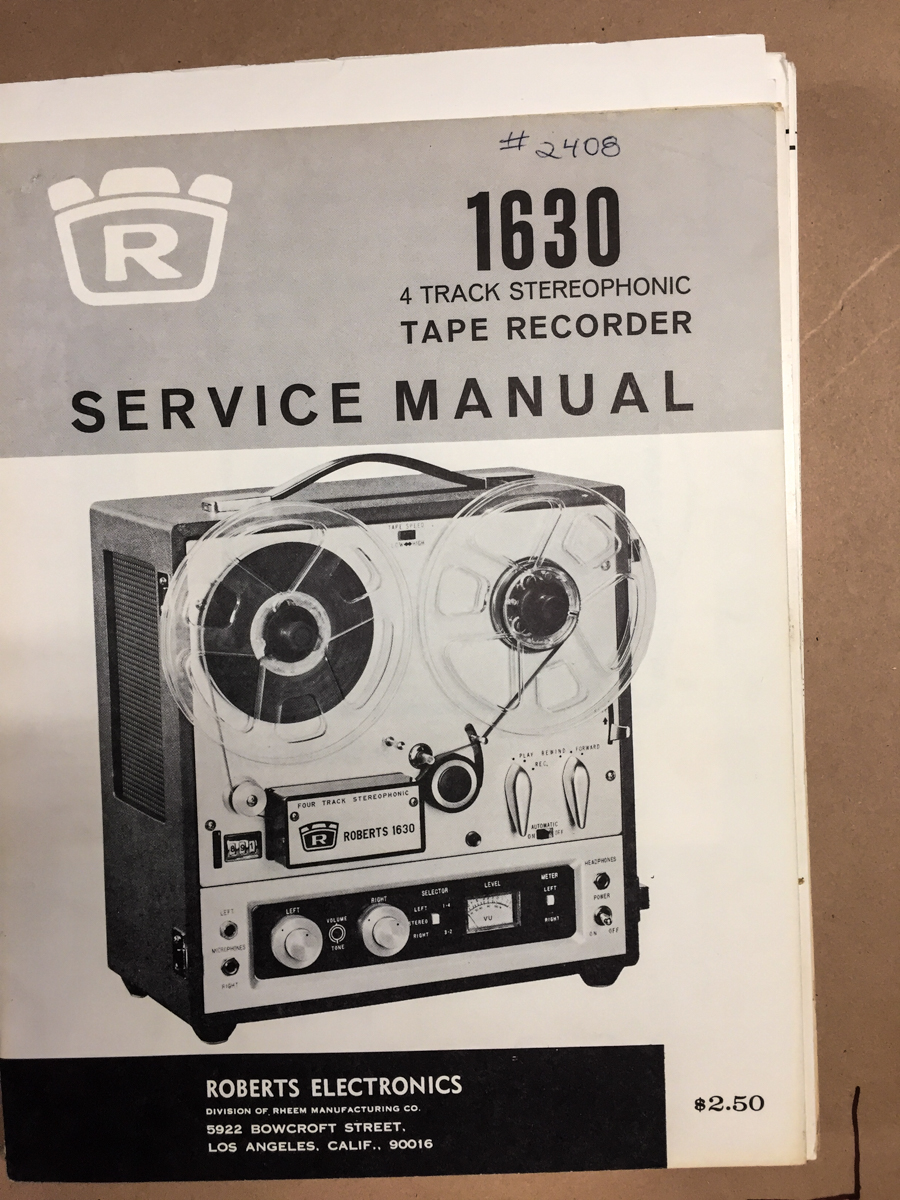 # 2408
R
1630
4 TRACK STEREOPHONIC
TAPE RECORDER
SERVICE MANUAL
TAPE SPEED
LOW HIGH
PLAY REWIND FORWARD
REC.
FOUR TRACK STEREOPHONIC
R ROBERTS 1630
AUTOMATIC
ON OFF
891
HEADPHONES
POWER
ON OFF
LEFT
MICROPHONES
RIGHT
LEFT
VOLUME
TONE
RIGHT
SELECTOR
LEFT 1-4
STEREO
RIGHT 3-2
LEVEL
VU
METER
LEFT
RIGHT
ROBERTS ELECTRONICS
DIVISION OF RHEEM MANUFACTURING CO.
5922 BOWCROFT STREET.
LOS ANGELES, CALIF., 90016
$2.50